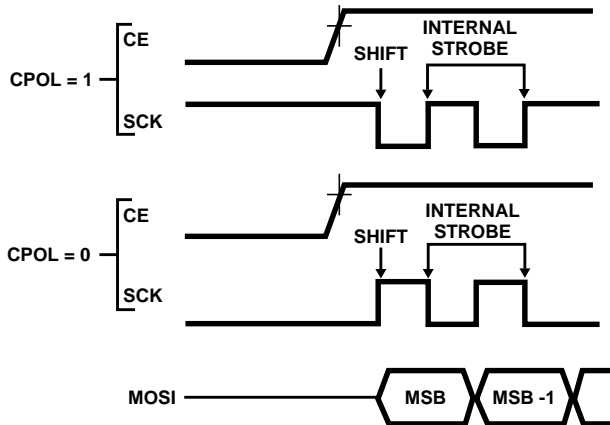 CE
INTERNAL
STROBE
SHIFT
CPOL = 1
SCK
CE
INTERNAL
STROBE
SHIFT
CPOL = 0
SCK
MOSI
MSB
MSB -1